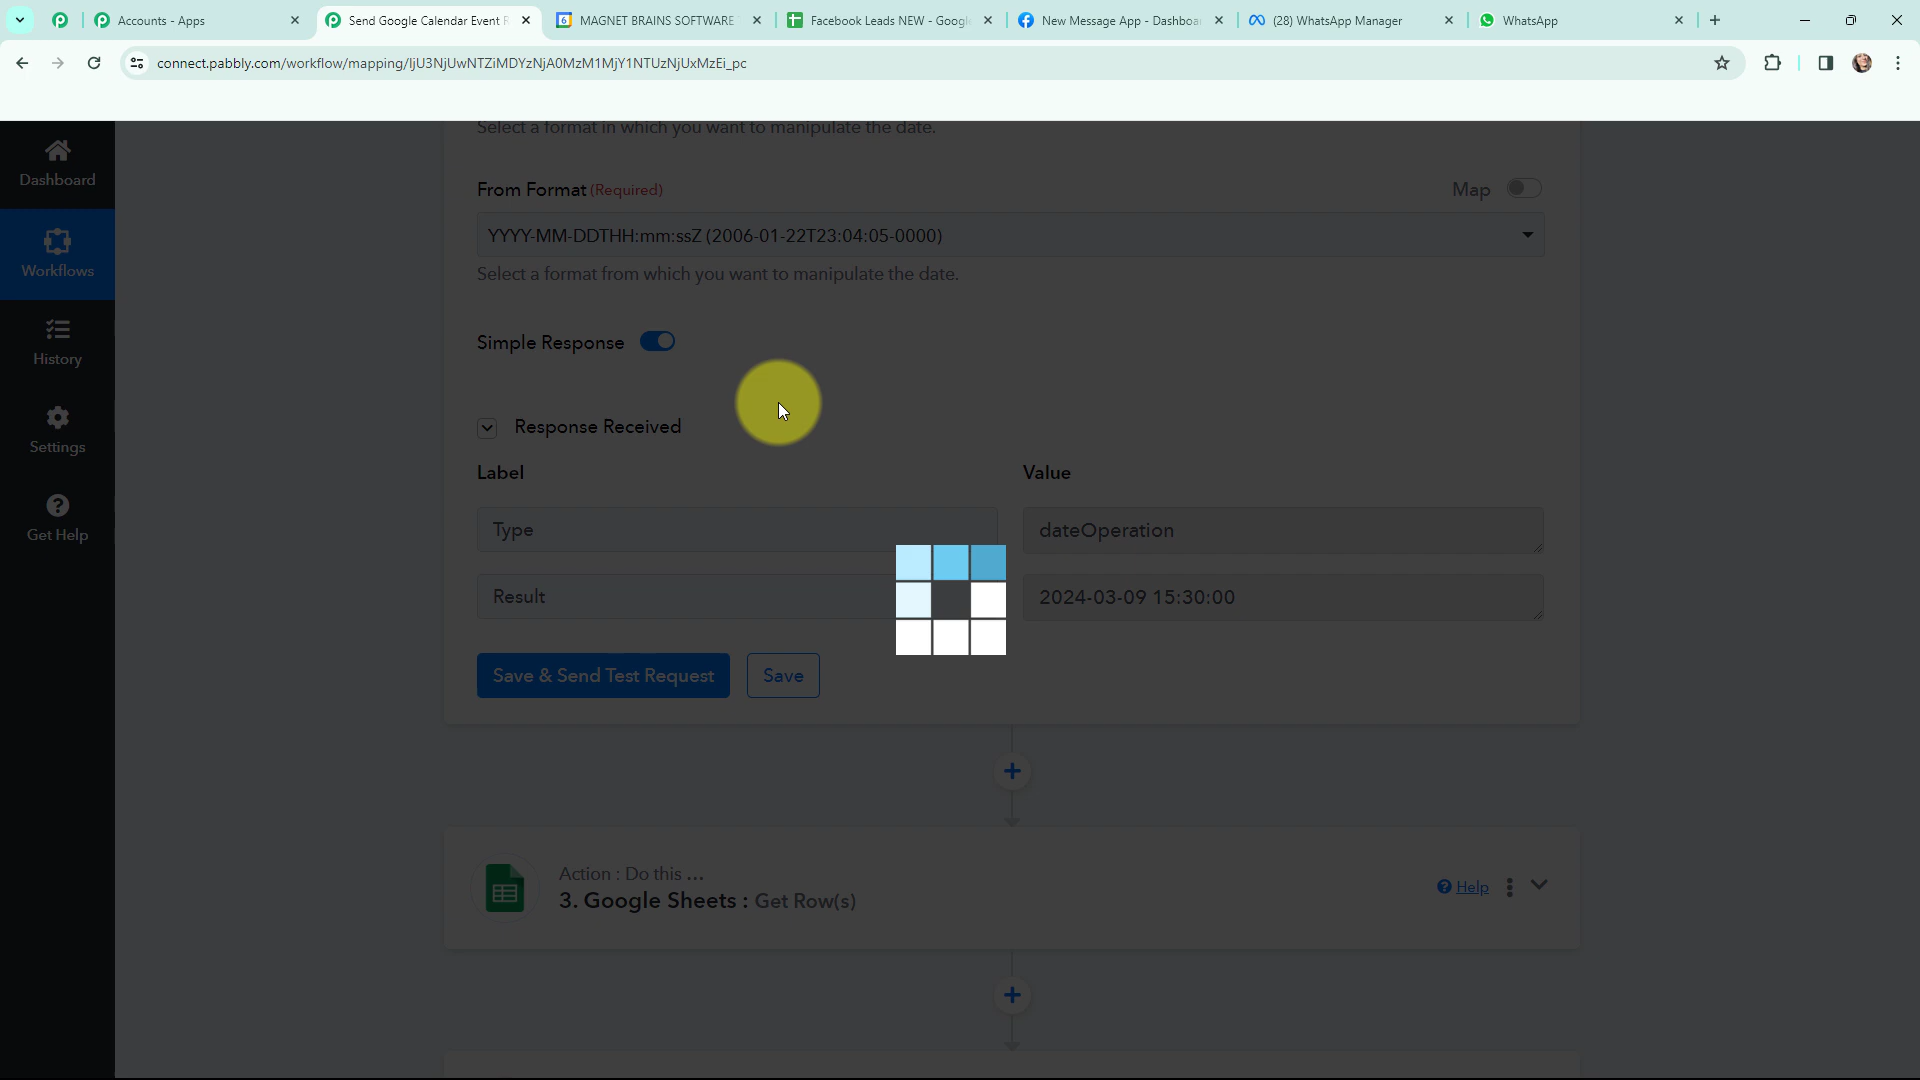 Accounts - Apps
Send Google Calendar Event R
MAGNET BRAINS SOFTWARE
Facebook Leads NEW - Google
New Message App - Dashboa
(28) WhatsApp Manager
WhatsApp
connect.pabbly.com/workflow/mapping/IjU3NjUwNTZiMDYzNjA0MzM1MjY1NTUzNjUxMzEi_pc
Select a format in which you want to manipulate the date.
Dashboard
From Format (Required)
Map
YYYY-MM-DDTHH:mm:ssZ (2006-01-22T23:04:05-0000)
Workflows
Select a format from which you want to manipulate the date.
Simple Response
History
Response Received
Settings
Label
Value
Get Help
Type
dateOperation
Result
2024-03-09 15:30:00
Save & Send Test Request
Save
Action : Do this ...
3. Google Sheets : Get Row(s)
Help